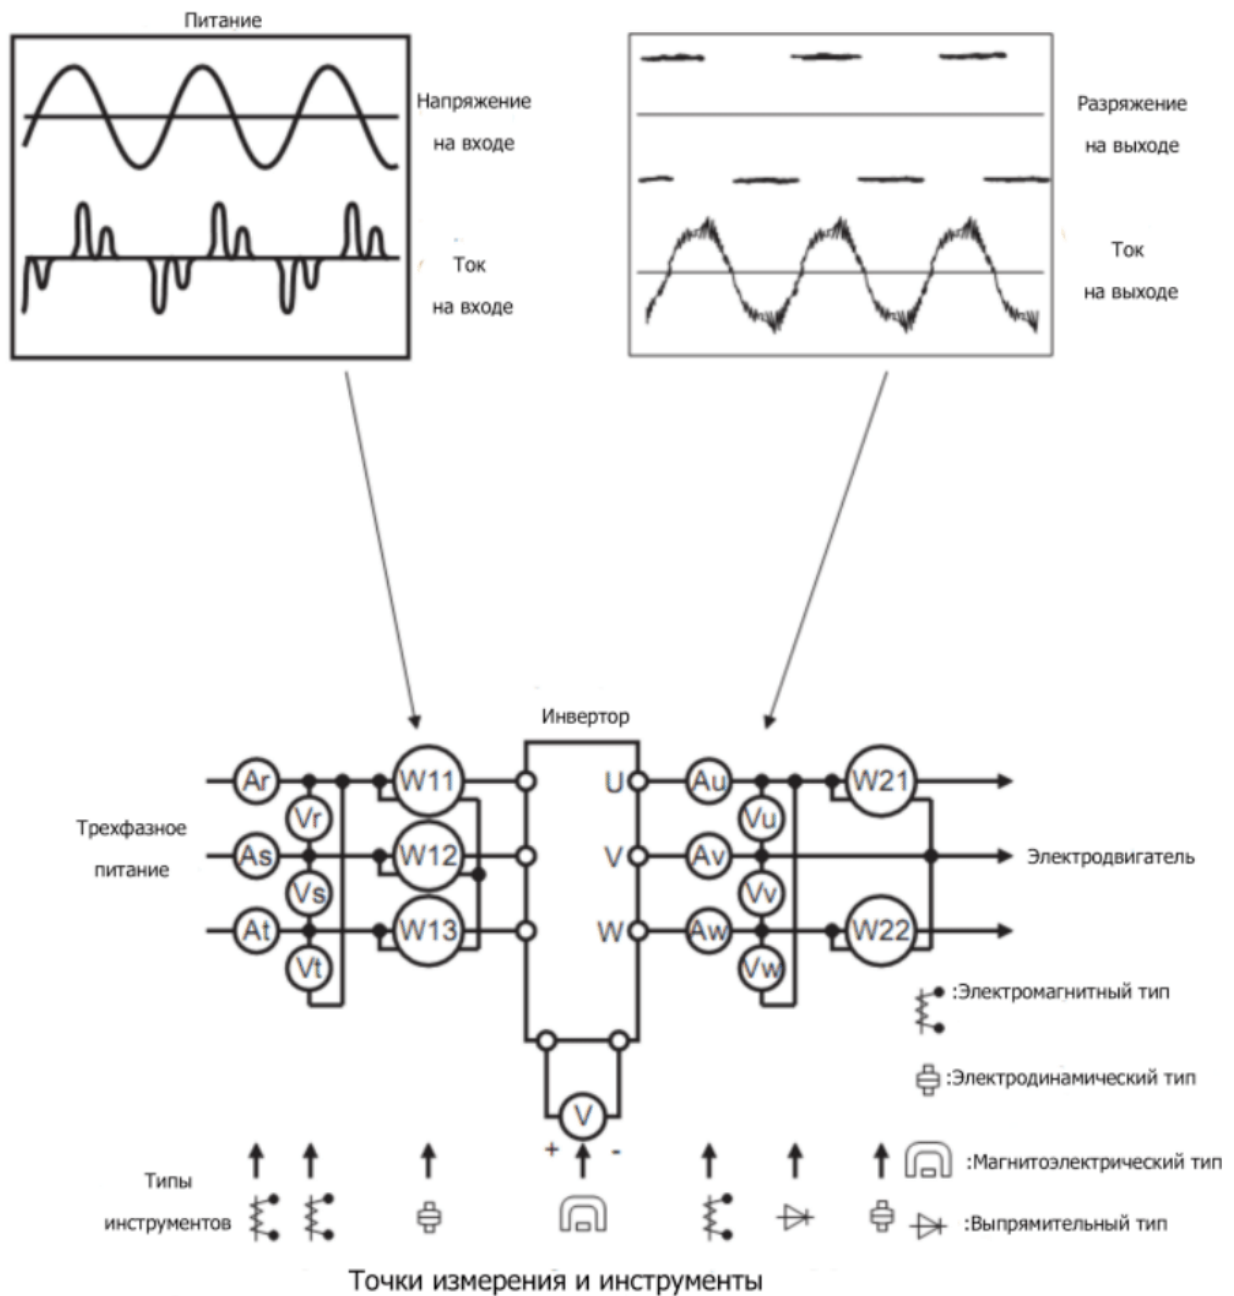 Питание
Напряжение
на входе
Ток
на входе
Разряжение
на выходе
Ток
на выходе
Инвертор
Трехфазное
питание
Ar
As
At
Vr
Vs
Vt
W11
W12
W13
U
V
W
Au
Av
Aw
Vu
Vv
Vw
W21
W22
Электродвигатель
V
+ -
:Электромагнитный тип
:Электродинамический тип
:Магнитоэлектрический тип
:Выпрямительный тип
Типы
инструментов
Точки измерения и инструменты